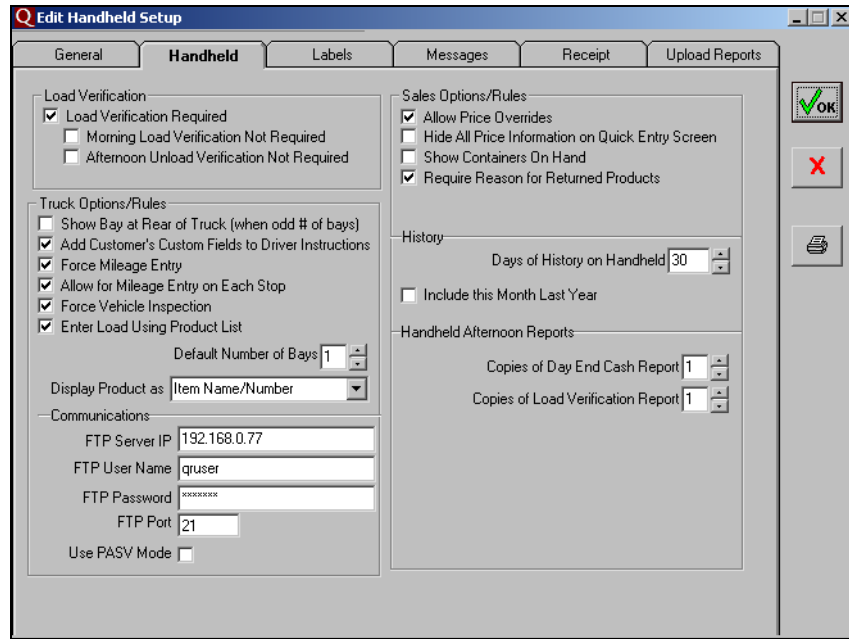 Q Edit Handheld Setup
General Handheld Labels Messages Receipt Upload Reports
Load Verification
Load Verification Required
Morning Load Verification Not Required
Afternoon Unload Verification Not Required
Truck Options/Rules
Show Bay at Rear of Truck (when odd # of bays)
Add Customer's Custom Fields to Driver Instructions
Force Mileage Entry
Allow for Mileage Entry on Each Stop
Force Vehicle Inspection
Enter Load Using Product List
Default Number of Bays 1
Display Product as Item Name/Number
Communications
FTP Server IP 192.168.0.77
FTP User Name qruser
FTP Password xxxxxxx
FTP Port 21
Use PASV Mode
Sales Options/Rules
Allow Price Overrides
Hide All Price Information on Quick Entry Screen
Show Containers On Hand
Require Reason for Returned Products
History
Days of History on Handheld 30
Include this Month Last Year
Handheld Afternoon Reports
Copies of Day End Cash Report 1
Copies of Load Verification Report 1
OK